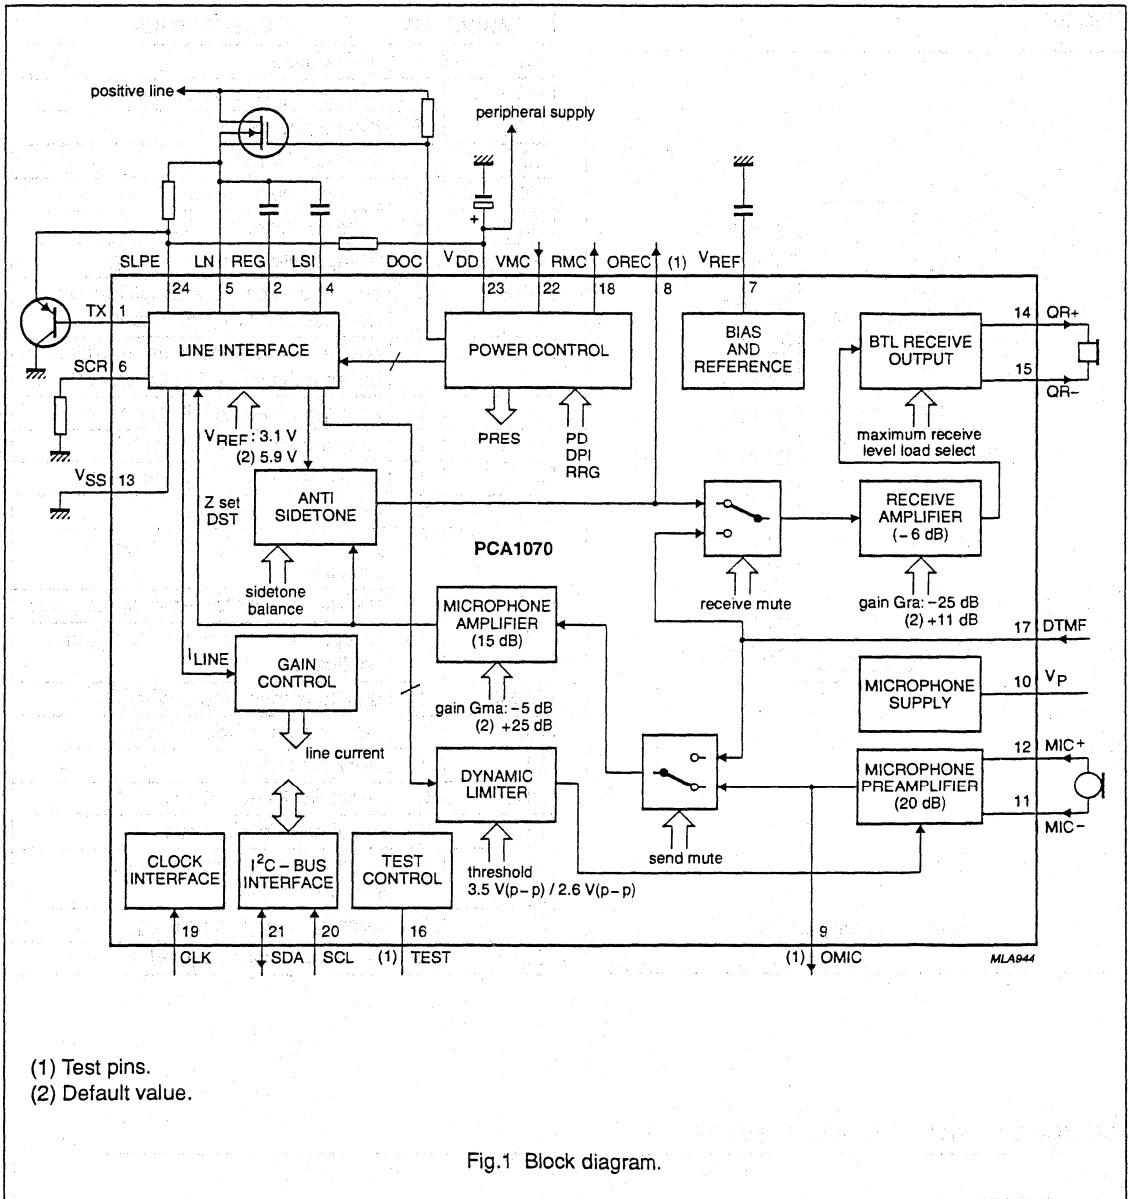 positive line
peripheral supply
SLPE
LN
REG
LSI
DOC
VDD
VMC
RMC
OREC (1)
VREF
24
5
2
4
23
22
18
8
7
TX 1
LINE INTERFACE
POWER CONTROL
BIAS
AND
REFERENCE
BTL RECEIVE
OUTPUT
14 QR+
15
QR–
SCR 6
VREF: 3.1 V
(2) 5.9 V
PRES
PD
DPI
RRG
maximum receive
level load select
VSS 13
Z set
DST
ANTI
SIDETONE
RECEIVE
AMPLIFIER
(– 6 dB)
PCA1070
sidetone
balance
receive mute
gain Gra: –25 dB
(2) +11 dB
MICROPHONE
AMPLIFIER
(15 dB)
17 DTMF
ILINE
GAIN
CONTROL
MICROPHONE
SUPPLY
10 VP
gain Gma: –5 dB
(2) +25 dB
line current
DYNAMIC
LIMITER
MICROPHONE
PREAMPLIFIER
(20 dB)
12 MIC+
11
MIC–
send mute
threshold
3.5 V(p–p) / 2.6 V(p–p)
CLOCK
INTERFACE
I²C – BUS
INTERFACE
TEST
CONTROL
19
21
20
16
9
CLK
SDA
SCL
(1) TEST
(1) OMIC
MLA944
(1) Test pins.
(2) Default value.
Fig.1 Block diagram.